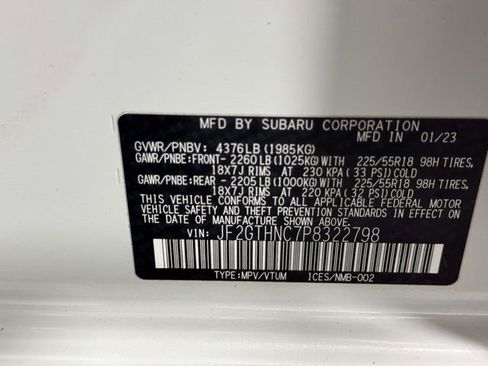 MFD. BY SUBARU CORPORATION
MFD IN 01/23
GVWR/PNBV: 4376LB(1985KG)
GAWR/PNBE:FRONT- 2260LB(1025KG)WITH 225/55R18 98H TIRES,
18X7J RIMS AT 230 KPA( 33 PSI)COLD
GAWR/PNBE:REAR - 2205LB(1000KG)WITH 225/55R18 98H TIRES,
18X7J RIMS AT 220 KPA( 32 PSI)COLD
THIS VEHICLE CONFORMS TO ALL APPLICABLE FEDERAL MOTOR
VEHICLE SAFETY AND THEFT PREVENTION STANDARDS IN EFFECT
ON THE DATE OF MANUFACTURE SHOWN ABOVE.
VIN: JF2GTHNC7P8322798
TYPE:MPV/VTUM ICES/NMB-002